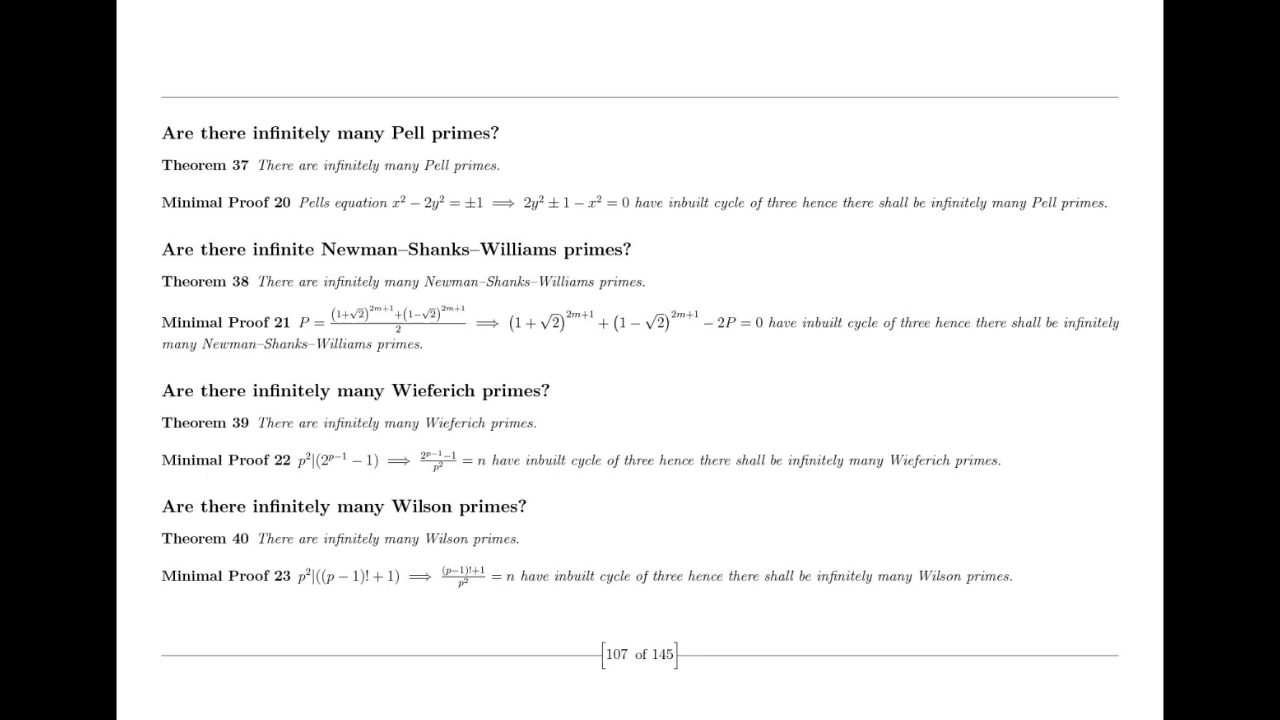 Are there infinitely many Pell primes?
Theorem 37 There are infinitely many Pell primes.
Minimal Proof 20 Pells equation x² − 2y² = ±1 ⟹ 2y² ± 1 − x² = 0 have inbuilt cycle of three hence there shall be infinitely many Pell primes.
Are there infinite Newman–Shanks–Williams primes?
Theorem 38 There are infinitely many Newman–Shanks–Williams primes.
Minimal Proof 21 P = \frac{(1+√2)^{2m+1}+(1−√2)^{2m+1}}{2} ⟹ (1 + √2)^{2m+1} + (1 − √2)^{2m+1} − 2P = 0 have inbuilt cycle of three hence there shall be infinitely
many Newman–Shanks–Williams primes.
Are there infinitely many Wieferich primes?
Theorem 39 There are infinitely many Wieferich primes.
Minimal Proof 22 p²|(2^{p−1} − 1) ⟹ \frac{2^{p−1}−1}{p²} = n have inbuilt cycle of three hence there shall be infinitely many Wieferich primes.
Are there infinitely many Wilson primes?
Theorem 40 There are infinitely many Wilson primes.
Minimal Proof 23 p²|((p − 1)! + 1) ⟹ \frac{(p−1)!+1}{p²} = n have inbuilt cycle of three hence there shall be infinitely many Wilson primes.
[107 of 145]